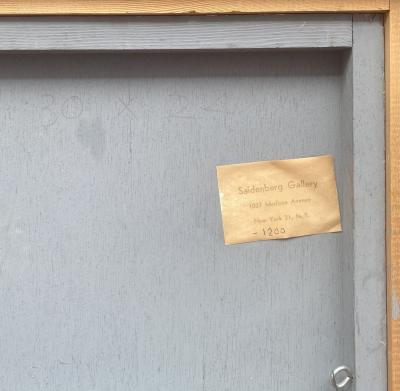 30 X 24
Saidenberg Gallery
1037 Madison Avenue
New York 21, N.Y.
- 1200